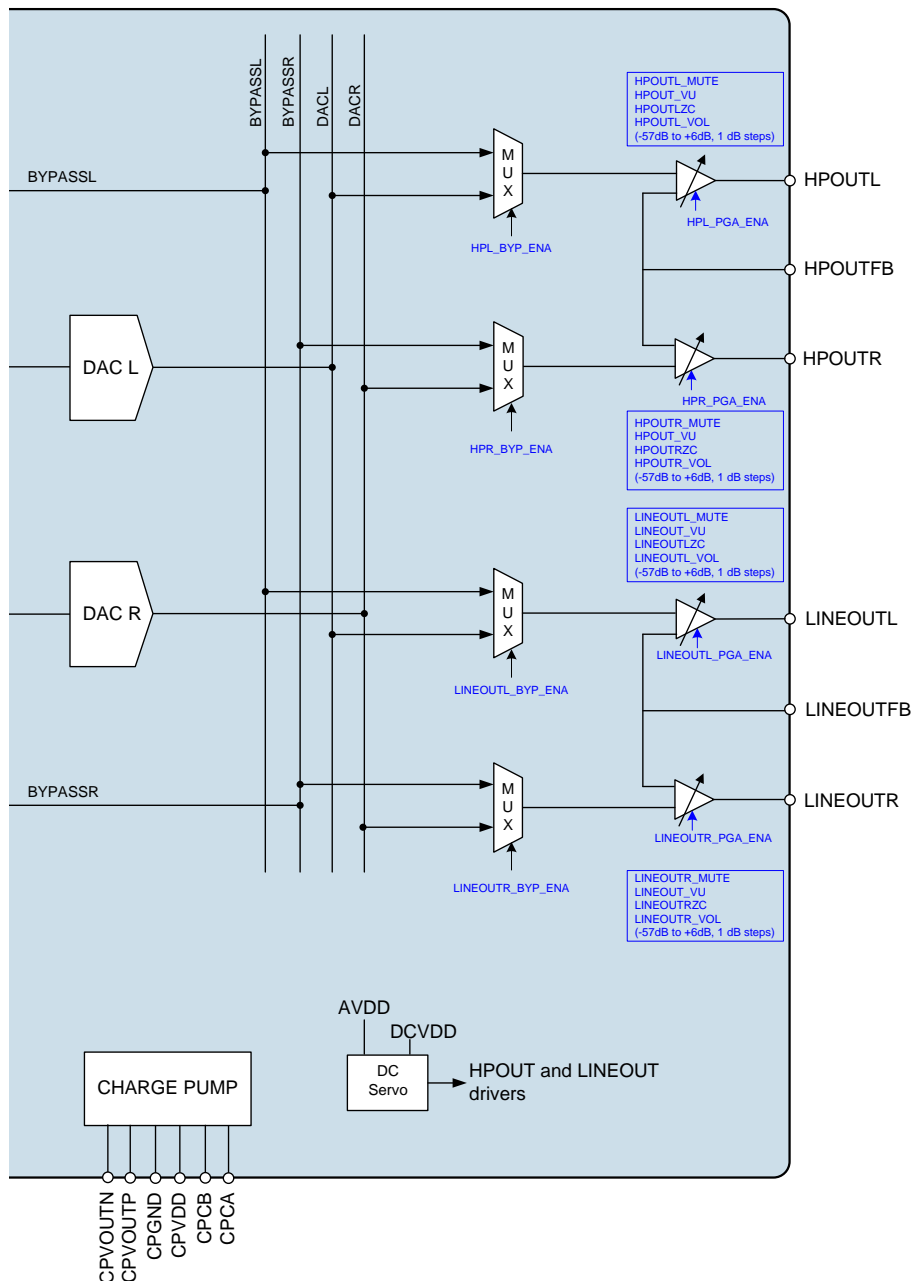 BYPASSL
BYPASSR
DACL
DACR
HPOUTL_MUTE
HPOUT_VU
HPOUTLZC
HPOUTL_VOL
(-57dB to +6dB, 1 dB steps)
BYPASSL
MUX
HPOUTL
HPL_PGA_ENA
HPL_BYP_ENA
HPOUTFB
DAC L
MUX
HPOUTR
HPR_PGA_ENA
HPR_BYP_ENA
HPOUTR_MUTE
HPOUT_VU
HPOUTRZC
HPOUTR_VOL
(-57dB to +6dB, 1 dB steps)
LINEOUTL_MUTE
LINEOUT_VU
LINEOUTLZC
LINEOUTL_VOL
(-57dB to +6dB, 1 dB steps)
DAC R
MUX
LINEOUTL
LINEOUTL_PGA_ENA
LINEOUTL_BYP_ENA
LINEOUTFB
BYPASSR
MUX
LINEOUTR
LINEOUTR_PGA_ENA
LINEOUTR_BYP_ENA
LINEOUTR_MUTE
LINEOUT_VU
LINEOUTRZC
LINEOUTR_VOL
(-57dB to +6dB, 1 dB steps)
AVDD
DCVDD
DC
Servo
HPOUT and LINEOUT
drivers
CHARGE PUMP
CPVOUTN
CPVOUTP
CPGND
CPVDD
CPCB
CPCA